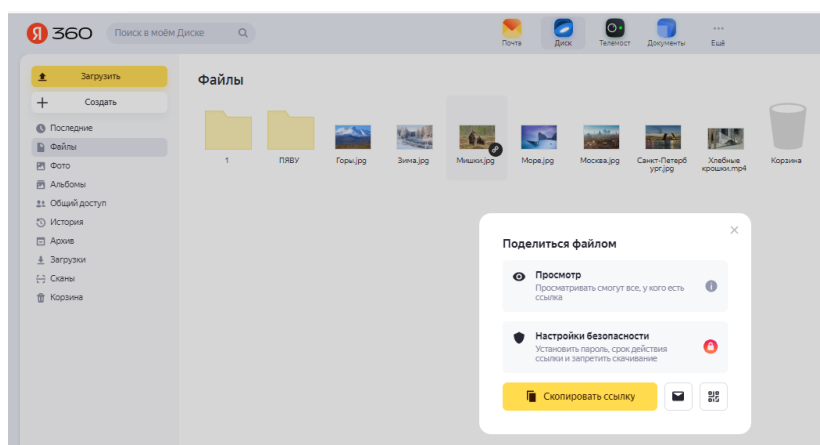 Я 360
Поиск в моём Диске
Почта
Диск
Телемост
Документы
Ещё
Загрузить
Создать
Последние
Файлы
Фото
Альбомы
Общий доступ
История
Архив
Загрузки
Сканы
Корзина
Файлы
1
ПЯВУ
Горы.jpg
Зима.jpg
Мишки.jpg
Море.jpg
Москва.jpg
Санкт-Петерб
ург.jpg
Хлебные
крошки.mp4
Корзина
Поделиться файлом
Просмотр
Просматривать смогут все, у кого есть
ссылка
Настройки безопасности
Установить пароль, срок действия
ссылки и запретить скачивание
Скопировать ссылку